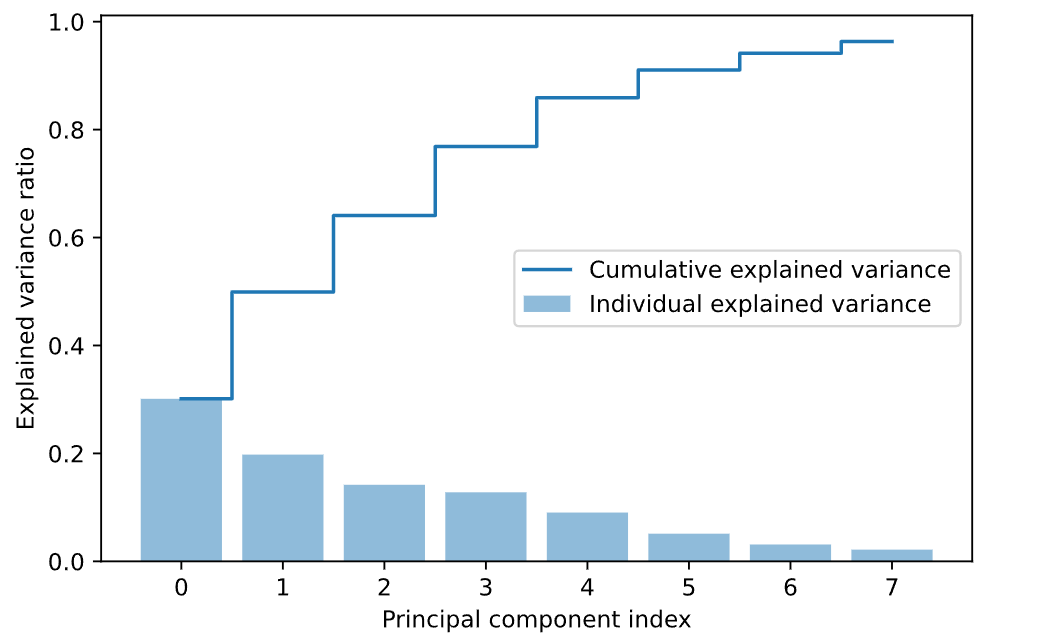 1.0
0.8
0.6
0.4
0.2
0.0
Explained variance ratio
Cumulative explained variance
Individual explained variance
0 1 2 3 4 5 6 7
Principal component index